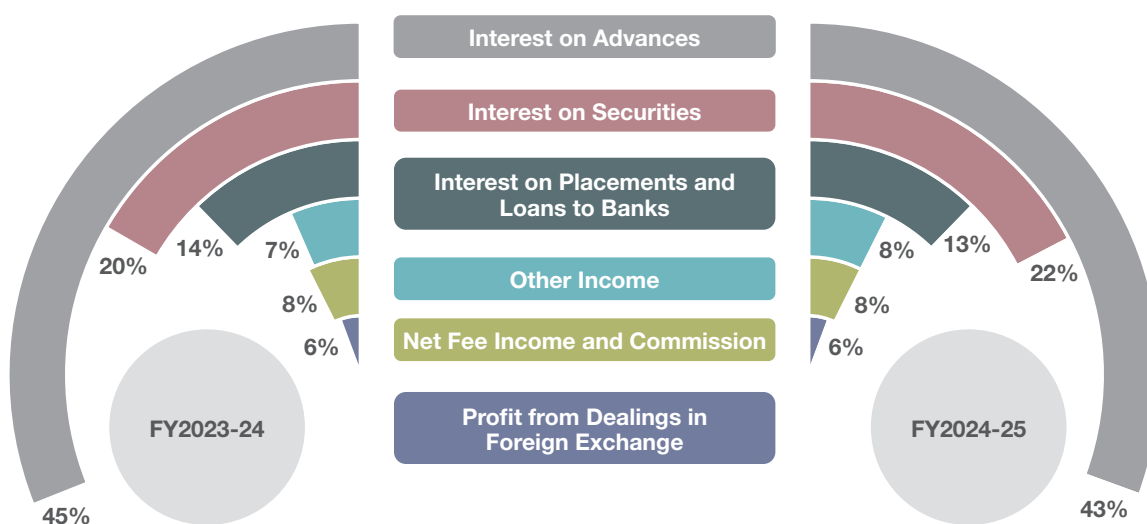 Interest on Advances
Interest on Securities
Interest on Placements and
Loans to Banks
Other Income
Net Fee Income and Commission
Profit from Dealings in
Foreign Exchange
20%
14%
7%
8%
6%
45%
FY2023-24
8%
13%
22%
8%
6%
43%
FY2024-25